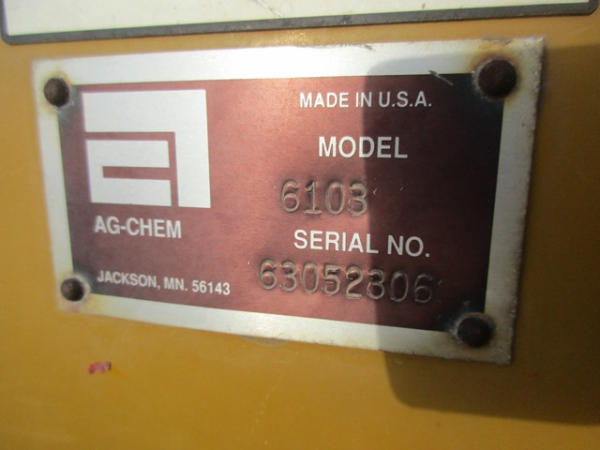 MADE IN U.S.A.
MODEL
6103
AG-CHEM
SERIAL NO.
63052806
JACKSON, MN. 56143